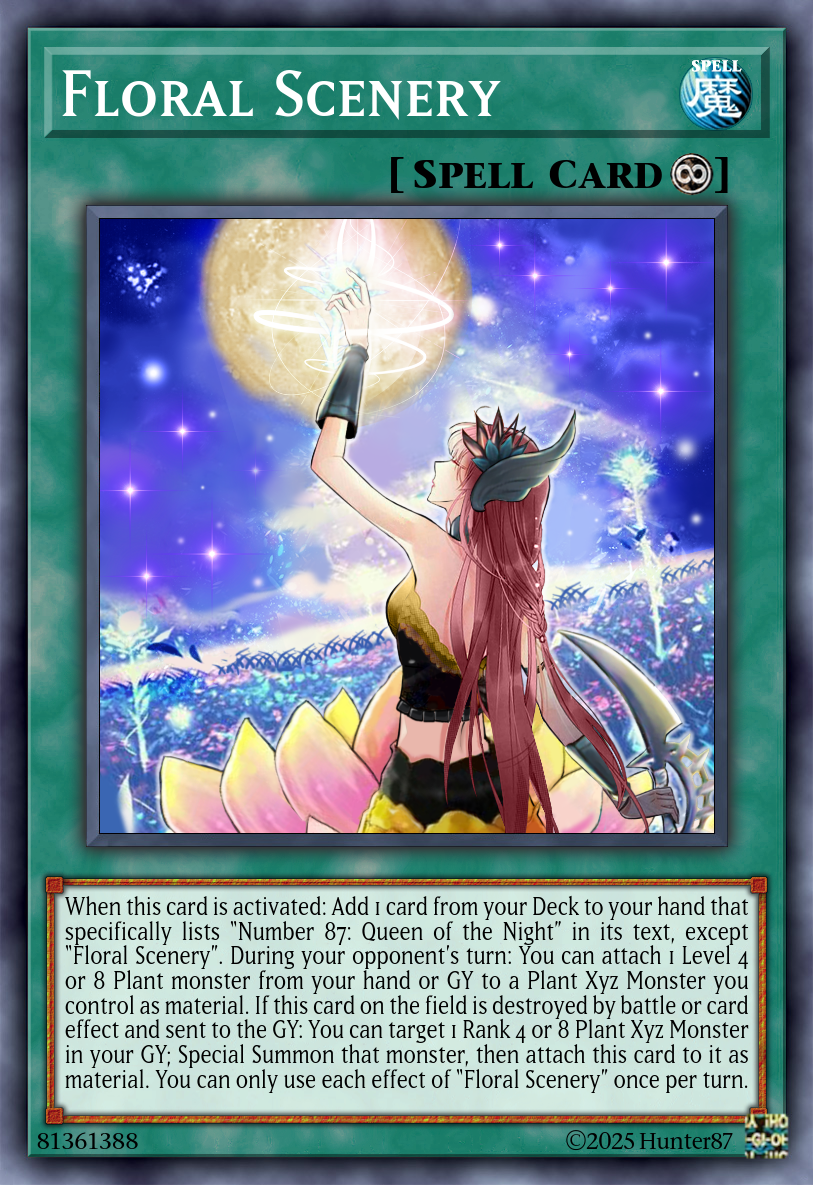 Floral Scenery
SPELL
魔
[ Spell Card ♾]
When this card is activated: Add 1 card from your Deck to your hand that
specifically lists "Number 87: Queen of the Night" in its text, except
"Floral Scenery". During your opponent's turn: You can attach 1 Level 4
or 8 Plant monster from your hand or GY to a Plant Xyz Monster you
control as material. If this card on the field is destroyed by battle or card
effect and sent to the GY: You can target 1 Rank 4 or 8 Plant Xyz Monster
in your GY; Special Summon that monster, then attach this card to it as
material. You can only use each effect of "Floral Scenery" once per turn.
81361388
©2025 Hunter87